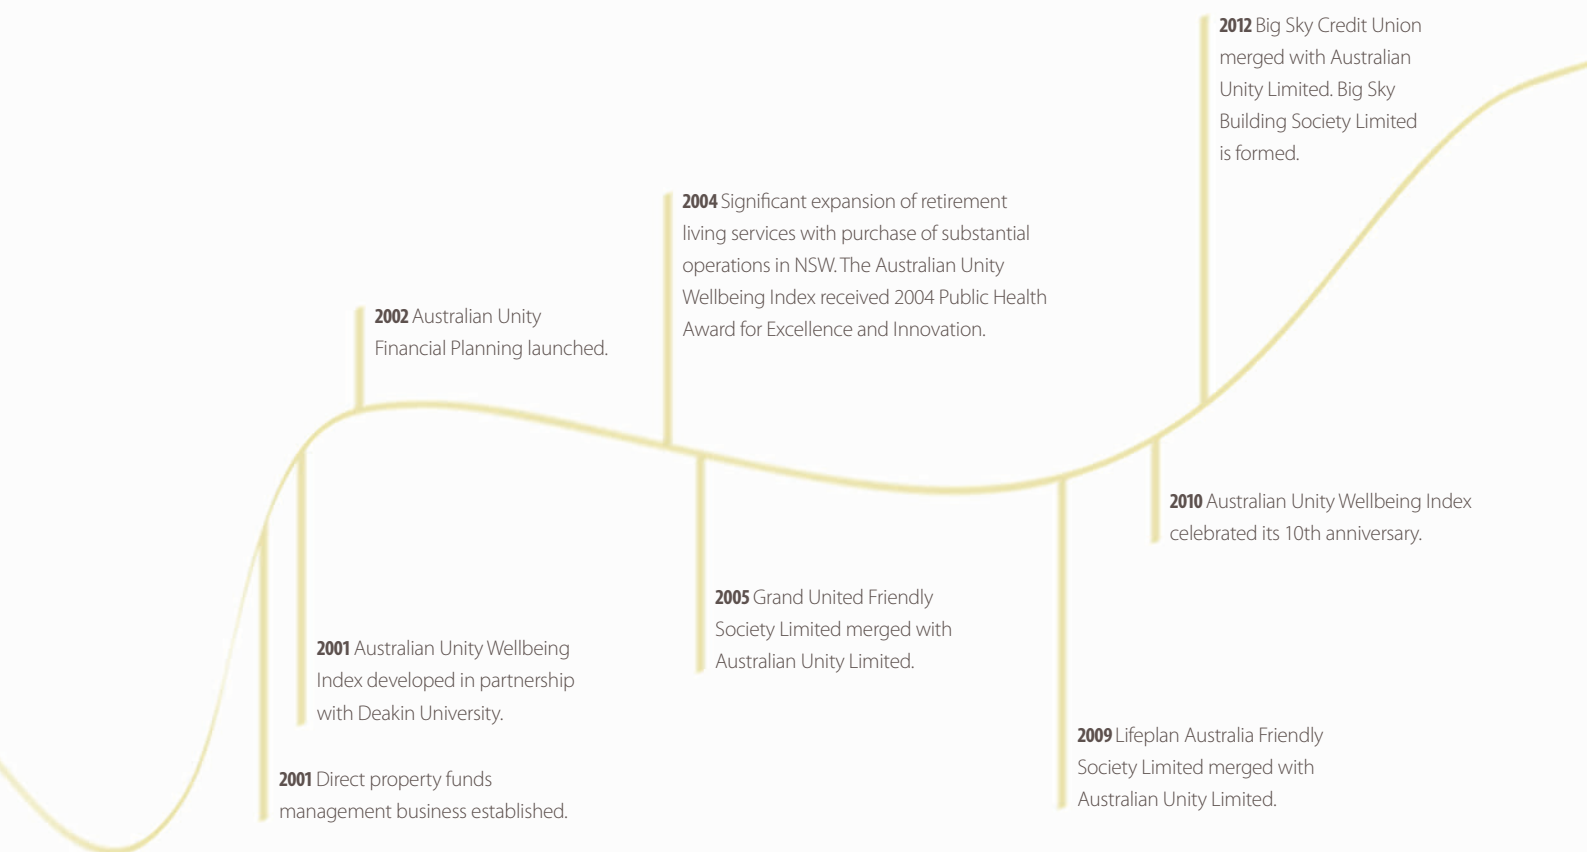 2012 Big Sky Credit Union
merged with Australian
Unity Limited. Big Sky
Building Society Limited
is formed.
2004 Significant expansion of retirement
living services with purchase of substantial
operations in NSW. The Australian Unity
Wellbeing Index received 2004 Public Health
Award for Excellence and Innovation.
2002 Australian Unity
Financial Planning launched.
2010 Australian Unity Wellbeing Index
celebrated its 10th anniversary.
2005 Grand United Friendly
Society Limited merged with
Australian Unity Limited.
2001 Australian Unity Wellbeing
Index developed in partnership
with Deakin University.
2009 Lifeplan Australia Friendly
Society Limited merged with
Australian Unity Limited.
2001 Direct property funds
management business established.